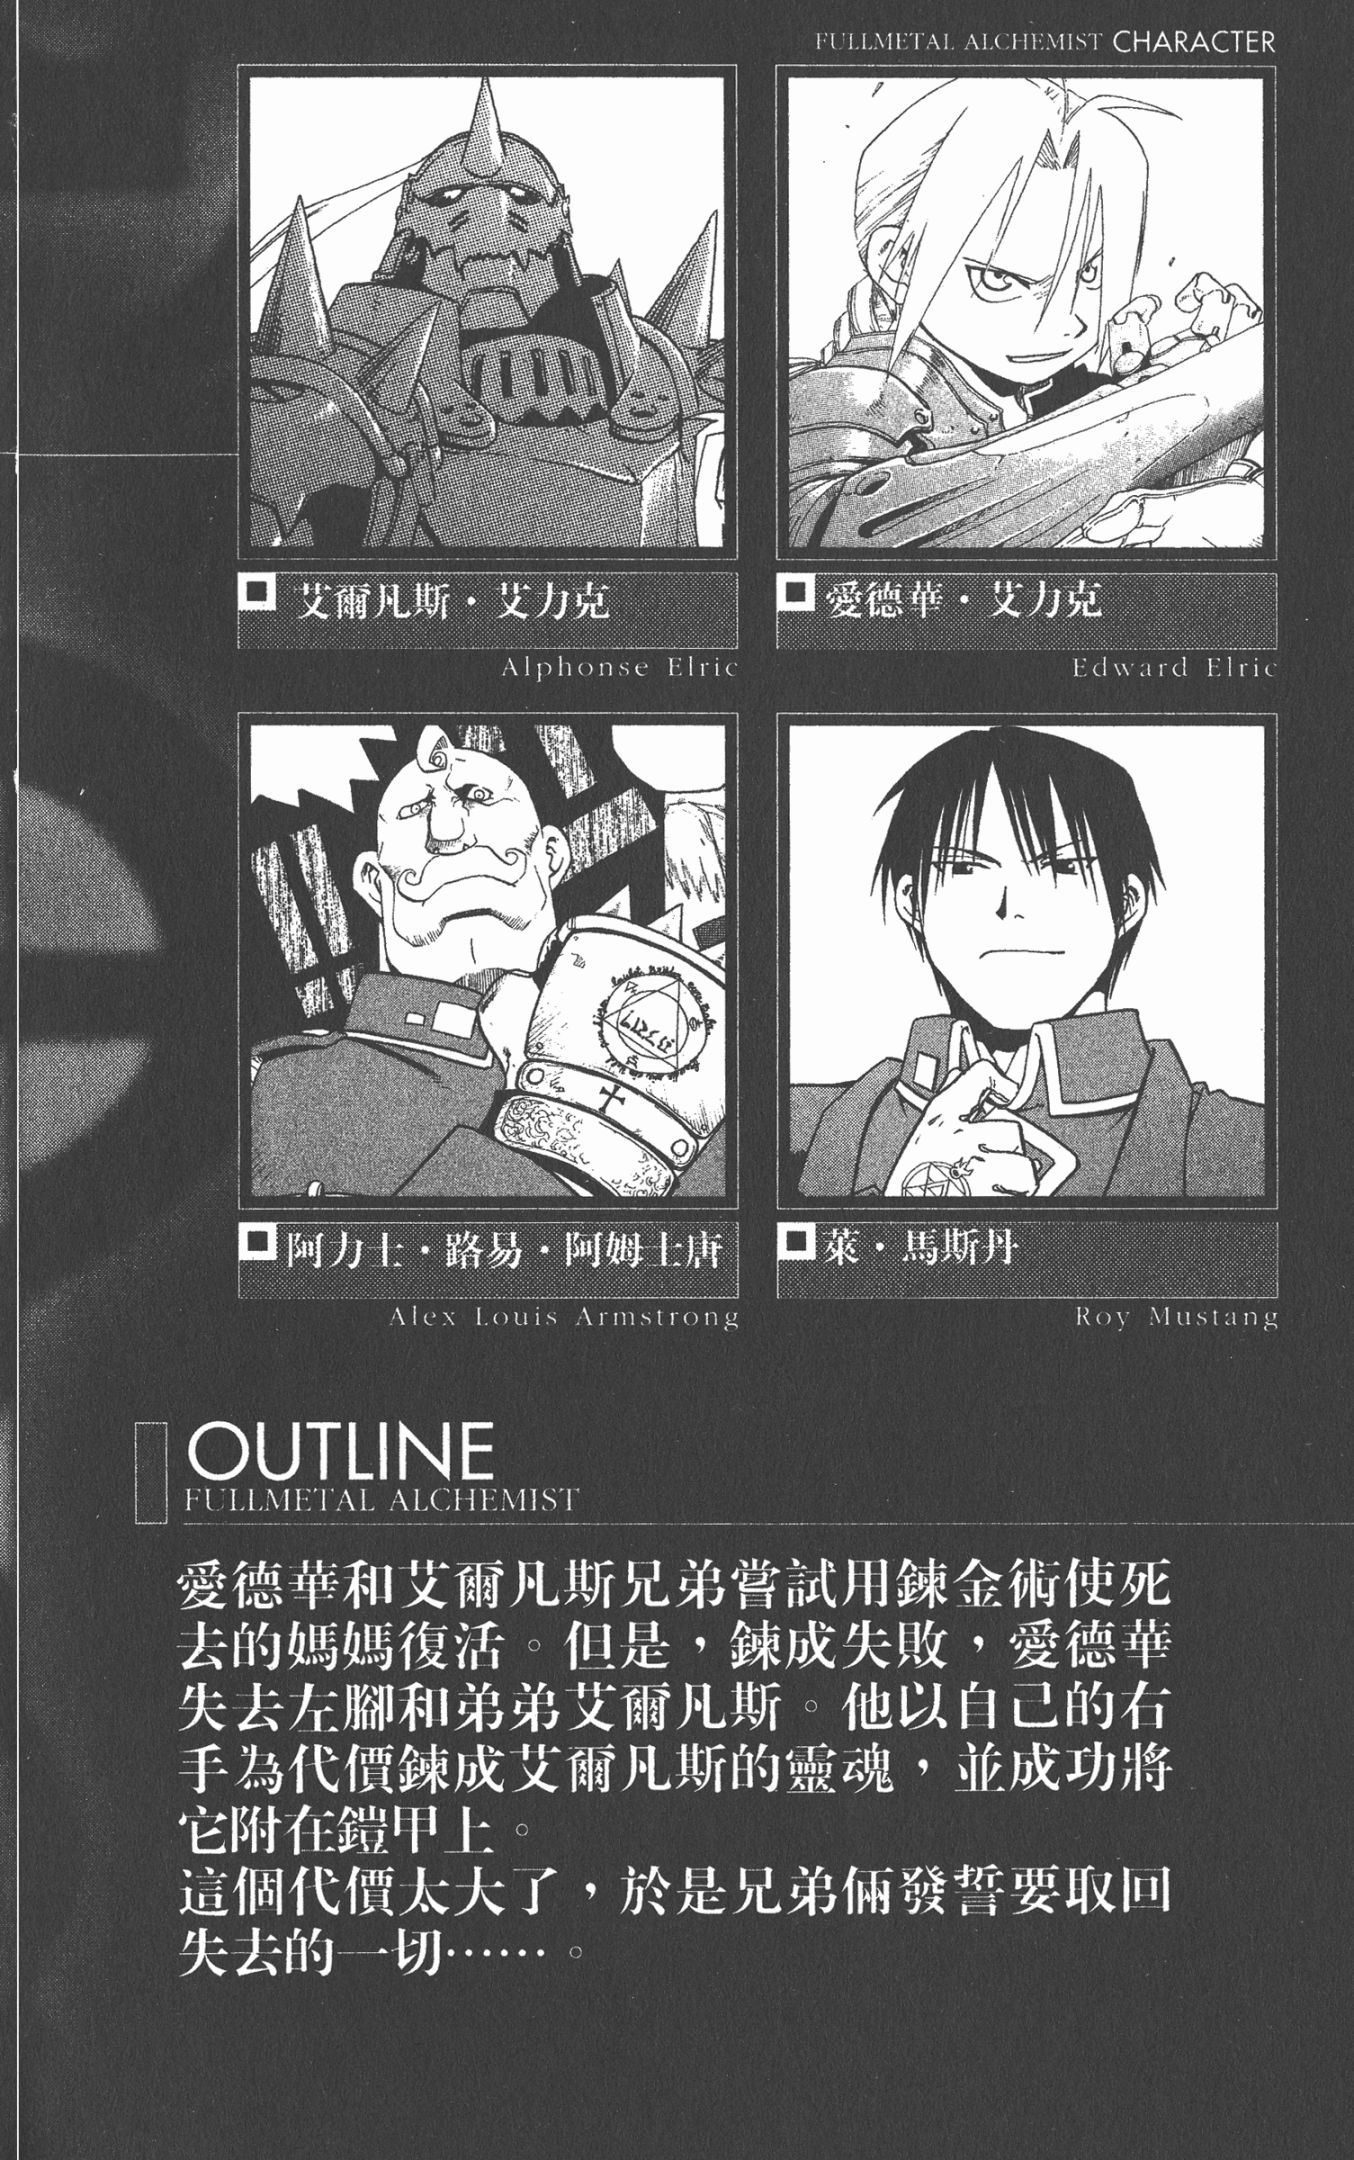 FULLMETAL ALCHEMIST CHARACTER
艾爾凡斯・艾力克
Alphonse Elric
愛德華・艾力克
Edward Elric
阿力士・路易・阿姆士唐
Alex Louis Armstrong
萊・馬斯丹
Roy Mustang
OUTLINE
FULLMETAL ALCHEMIST
愛德華和艾爾凡斯兄弟嘗試用鍊金術使死
去的媽媽復活。但是，鍊成失敗，愛德華
失去左腳和弟弟艾爾凡斯。他以自己的右
手為代價鍊成艾爾凡斯的靈魂，並成功將
它附在鎧甲上。
這個代價太大了，於是兄弟倆發誓要取回
失去的一切……。